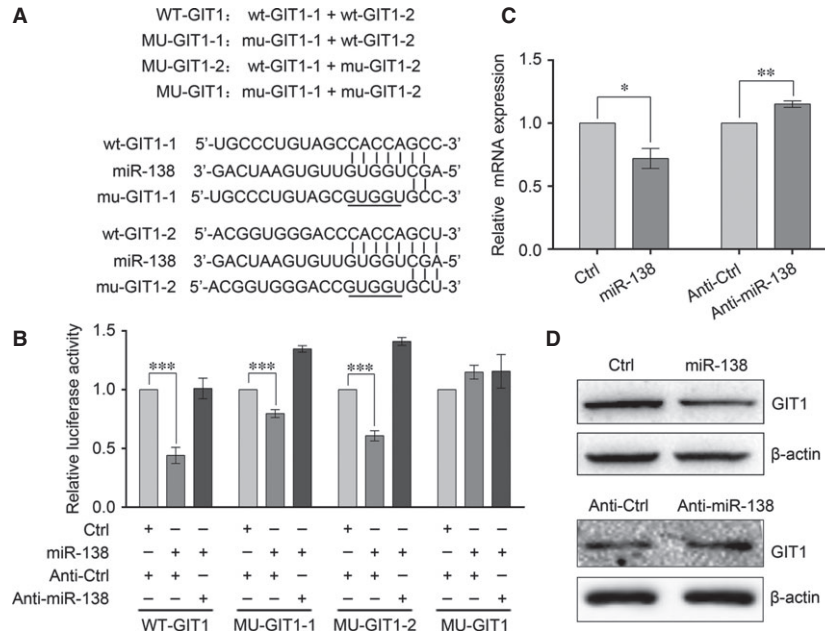 A
WT-GIT1: wt-GIT1-1 + wt-GIT1-2
MU-GIT1-1: mu-GIT1-1 + wt-GIT1-2
MU-GIT1-2: wt-GIT1-1 + mu-GIT1-2
MU-GIT1: mu-GIT1-1 + mu-GIT1-2
wt-GIT1-1 5'-UGCCCUGUAGCCACCAGCC-3'
miR-138 3'-GACUAAGUGUUGUGGUCGA-5'
mu-GIT1-1 5'-UGCCCUGUAGCGUGGUGCC-3'
wt-GIT1-2 5'-ACGGUGGGACCCACCAGCU-3'
miR-138 3'-GACUAAGUGUUGUGGUCGA-5'
mu-GIT1-2 5'-ACGGUGGGACCGUGGUGCU-3'
B
Relative luciferase activity
1.5
1.0
0.5
0
*** *** ***
Ctrl + − − + − − + − − + − −
miR-138 − + + − + + − + + − + +
Anti-Ctrl + + − + + − + + − + + −
Anti-miR-138 − − + − − + − − + − − +
WT-GIT1 MU-GIT1-1 MU-GIT1-2 MU-GIT1
C
Relative mRNA expression
1.5
1.0
0.5
0.0
* **
Ctrl miR-138 Anti-Ctrl Anti-miR-138
D
Ctrl miR-138
GIT1
β-actin
Anti-Ctrl Anti-miR-138
GIT1
β-actin